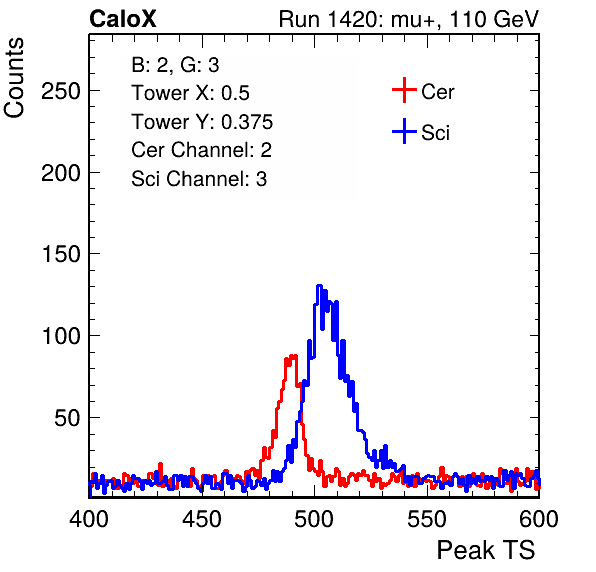 CaloX Run 1420: mu+, 110 GeV
Counts
B: 2, G: 3
Tower X: 0.5
Tower Y: 0.375
Cer Channel: 2
Sci Channel: 3
Cer
Sci
250
200
150
100
50
400 450 500 550 600
Peak TS